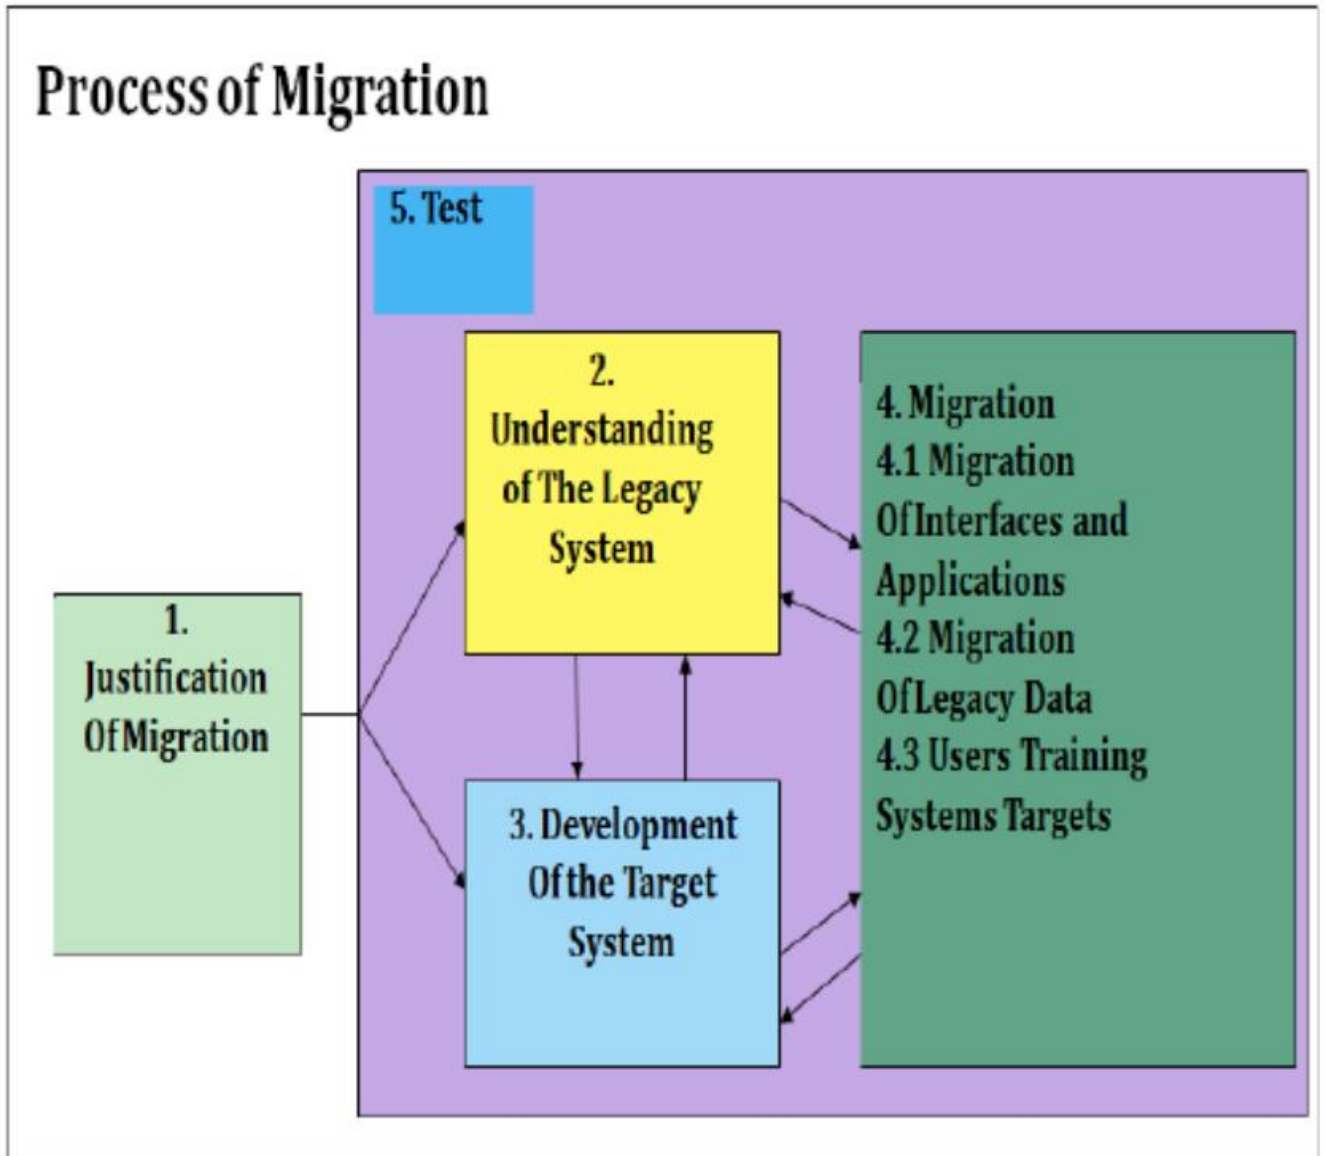 Process of Migration
5. Test
1.
Justification
Of Migration
2.
Understanding
of The Legacy
System
3. Development
Of the Target
System
4. Migration
4.1 Migration
Of Interfaces and
Applications
4.2 Migration
Of Legacy Data
4.3 Users Training
Systems Targets